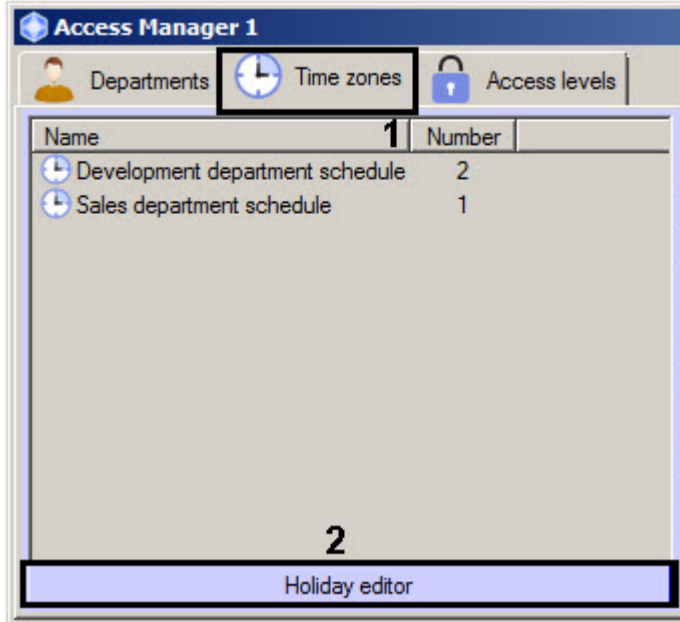 Access Manager 1
Departments Time zones Access levels
1
Name Number
Development department schedule 2
Sales department schedule 1
2
Holiday editor